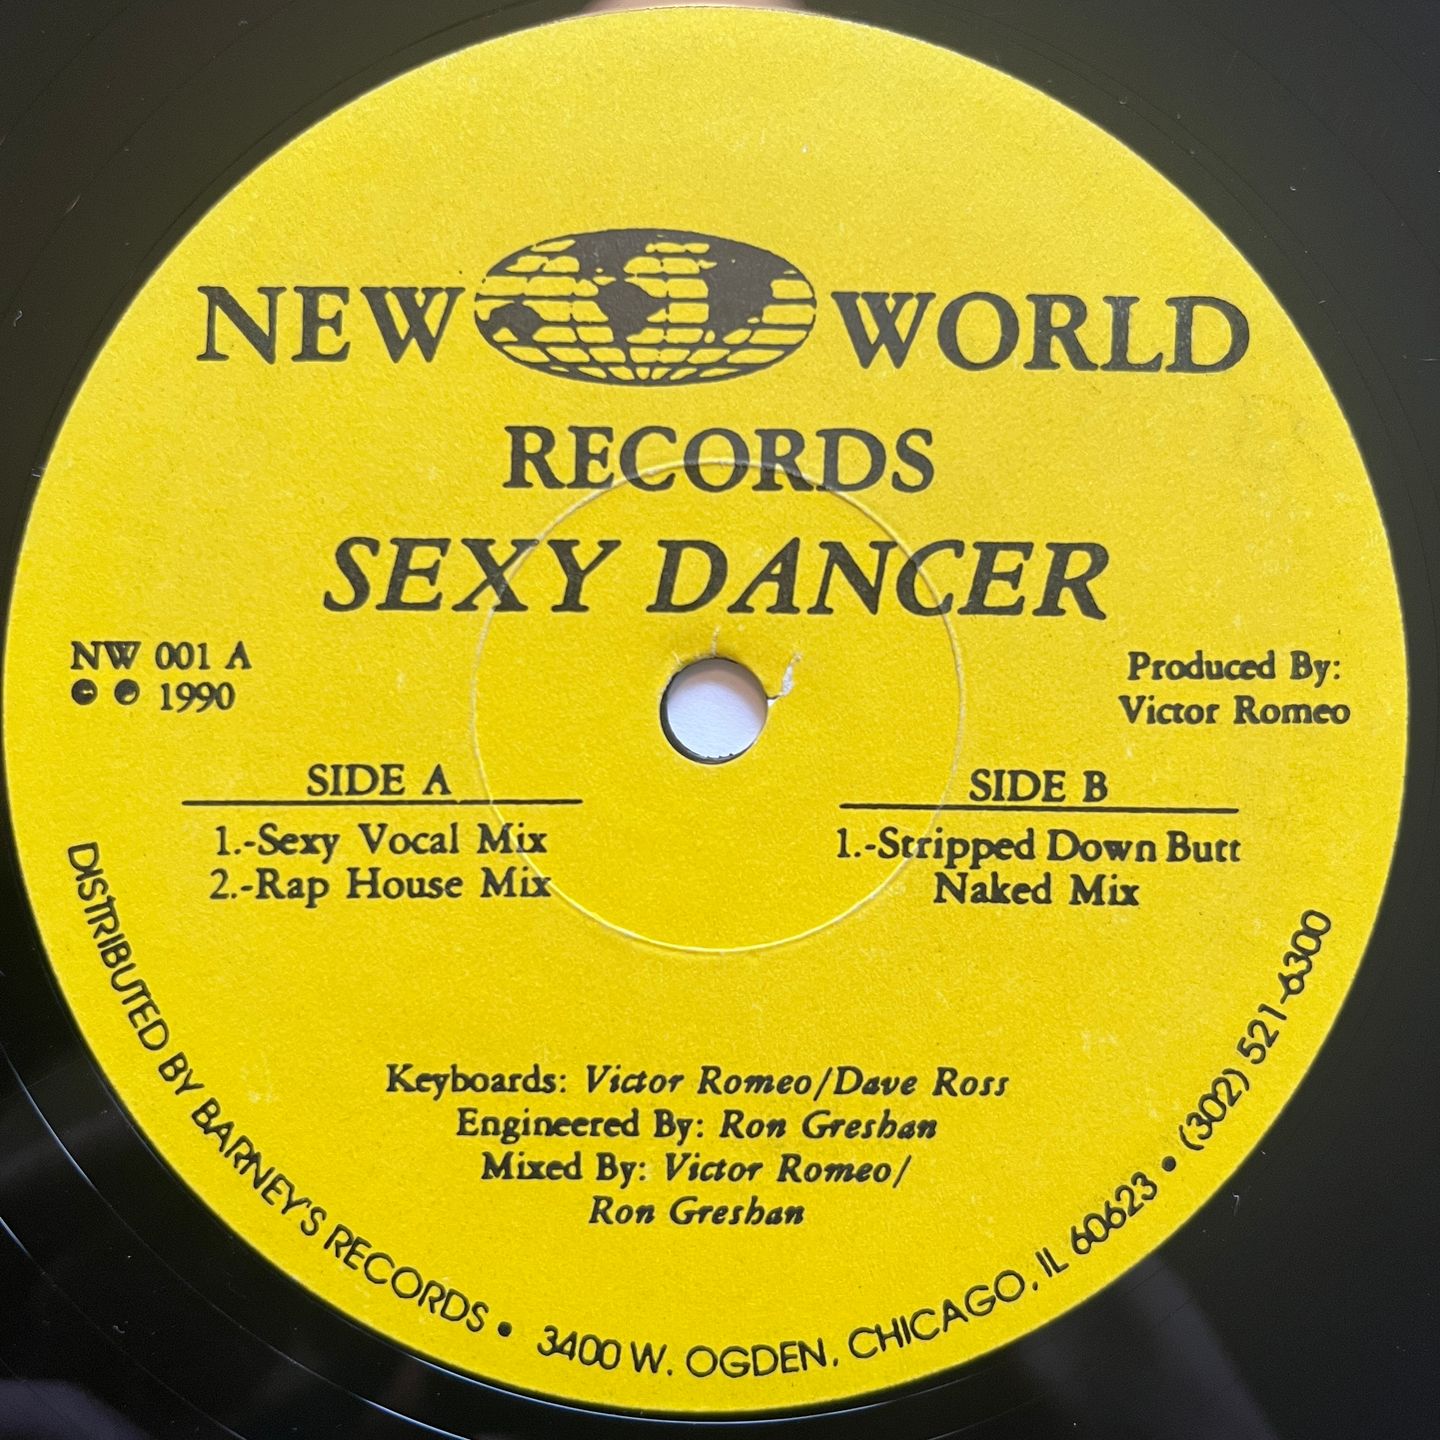 NEW WORLD
RECORDS
SEXY DANCER
NW 001 A
© ℗ 1990
Produced By:
Victor Romeo
SIDE A
1.-Sexy Vocal Mix
2.-Rap House Mix
SIDE B
1.-Stripped Down Butt
Naked Mix
Keyboards: Victor Romeo/Dave Ross
Engineered By: Ron Greshan
Mixed By: Victor Romeo/
Ron Greshan
DISTRIBUTED BY BARNEY'S RECORDS • 3400 W. OGDEN, CHICAGO, IL 60623 • (302) 521-6300